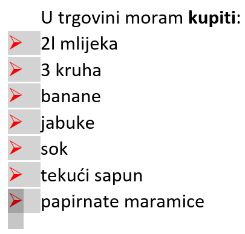 U trgovini moram kupiti:
2l mlijeka
3 kruha
banane
jabuke
sok
tekući sapun
papirnate maramice